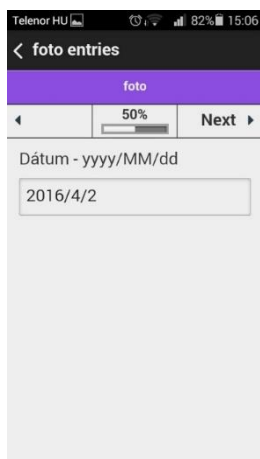 Telenor HU 82% 15:06
foto entries
foto
50% Next
Dátum - yyyy/MM/dd
2016/4/2